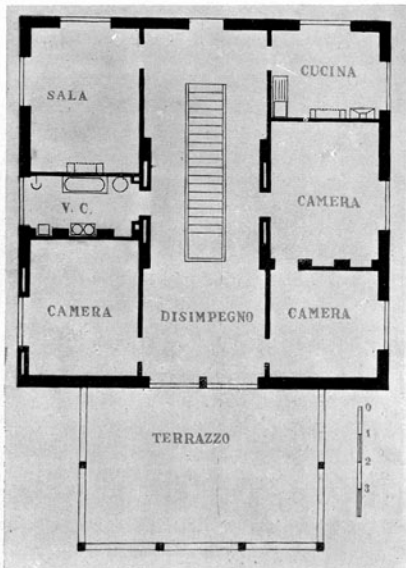 SALA
CUCINA
V. C.
CAMERA
CAMERA
DISIMPEGNO
CAMERA
TERRAZZO
0
1
2
3